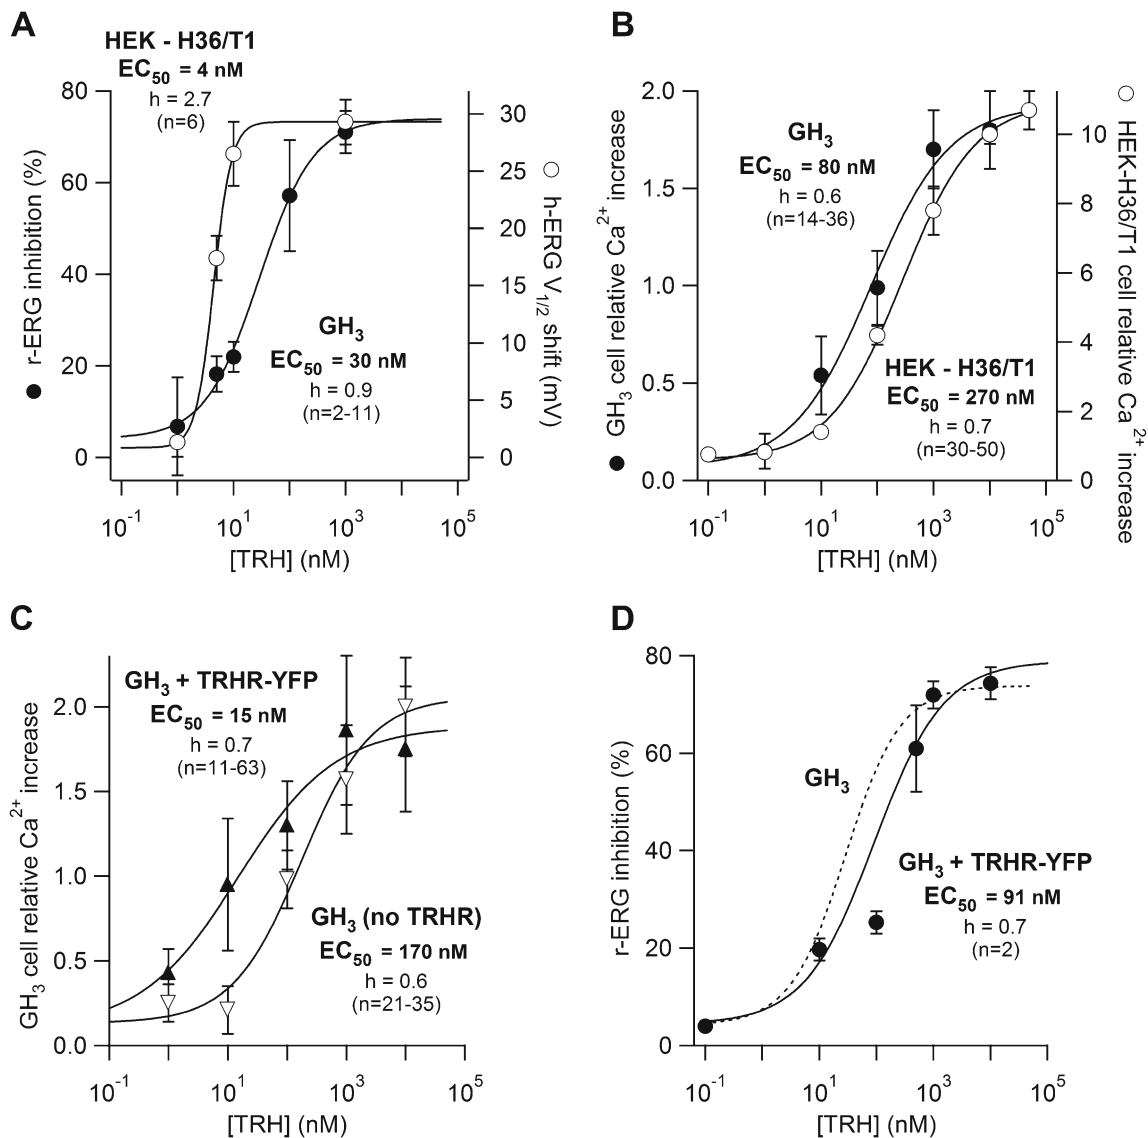 A
HEK - H36/T1
EC50 = 4 nM
h = 2.7
(n=6)
80
60
40
20
0
● r-ERG inhibition (%)
30
25
20
15
10
5
0
○ h-ERG V1/2 shift (mV)
GH3
EC50 = 30 nM
h = 0.9
(n=2-11)
10-1
101
103
105
[TRH] (nM)
B
2.0
1.5
1.0
0.5
0.0
● GH3 cell relative Ca2+ increase
GH3
EC50 = 80 nM
h = 0.6
(n=14-36)
10
8
6
4
2
0
○ HEK-H36/T1 cell relative Ca2+ increase
HEK - H36/T1
EC50 = 270 nM
h = 0.7
(n=30-50)
10-1
101
103
105
[TRH] (nM)
C
GH3 + TRHR-YFP
EC50 = 15 nM
h = 0.7
(n=11-63)
2.0
1.5
1.0
0.5
0.0
GH3 cell relative Ca2+ increase
GH3 (no TRHR)
EC50 = 170 nM
h = 0.6
(n=21-35)
10-1
101
103
105
[TRH] (nM)
D
80
60
40
20
0
r-ERG inhibition (%)
GH3
GH3 + TRHR-YFP
EC50 = 91 nM
h = 0.7
(n=2)
10-1
101
103
105
[TRH] (nM)